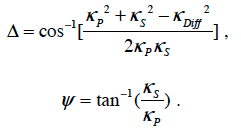 Δ = cos⁻¹[ (κ_P² + κ_S² − κ_Diff²) / (2κ_Pκ_S) ] ,
ψ = tan⁻¹( κ_S / κ_P ) .